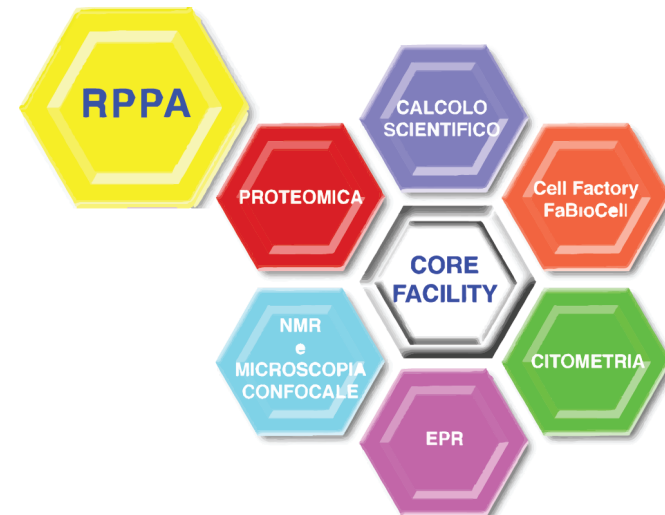 RPPA
CALCOLO
SCIENTIFICO
PROTEOMICA
Cell Factory
FaBioCell
CORE
FACILITY
NMR
e
MICROSCOPIA
CONFOCALE
CITOMETRIA
EPR